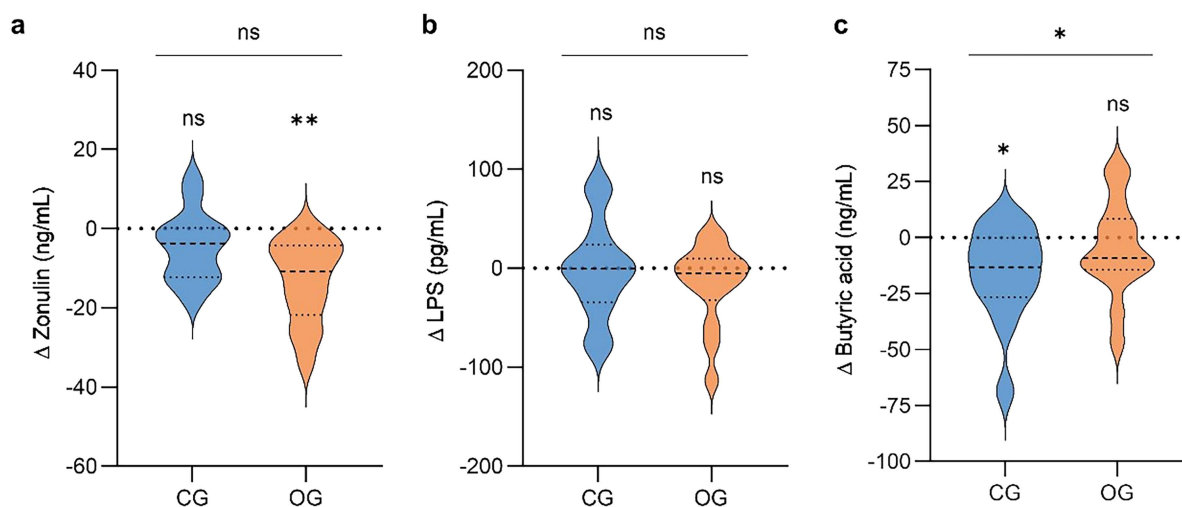 a
ns
Δ Zonulin (ng/mL)
40
20
0
-20
-40
-60
ns
**
CG
OG
b
ns
Δ LPS (pg/mL)
200
100
0
-100
-200
ns
ns
CG
OG
c
*
Δ Butyric acid (ng/mL)
75
50
25
0
-25
-50
-75
-100
*
ns
CG
OG